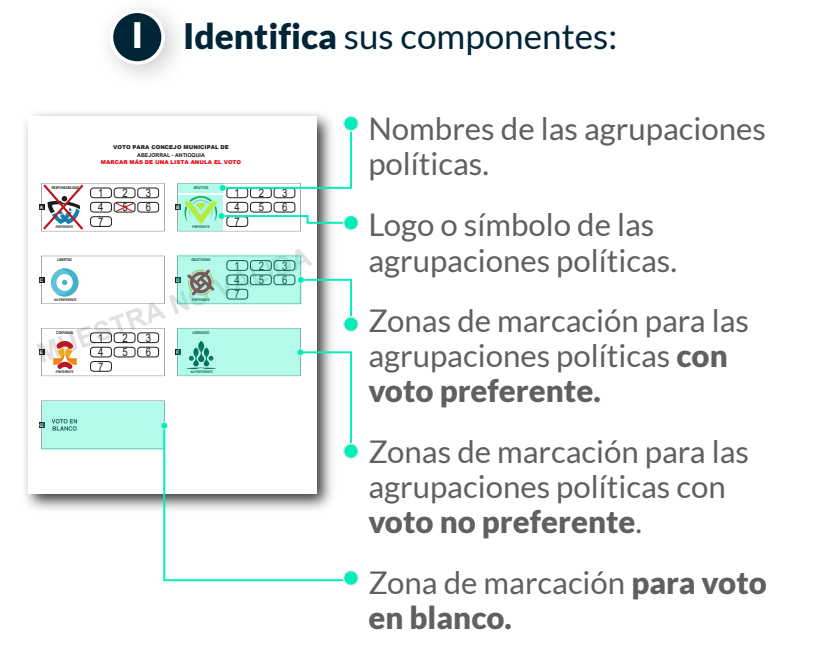 I Identifica sus componentes:
VOTO PARA CONCEJO MUNICIPAL DE
ABEJORRAL - ANTIOQUIA
MARCAR MÁS DE UNA LISTA ANULA EL VOTO
RESPONSABILIDAD
1 2 3
4 5 6
7
PREFERENTE
1 2 3
4 5 6
7
PREFERENTE
LIBERTAD
NO PREFERENTE
OBJETIVIDAD
1 2 3
4 5 6
7
PREFERENTE
CONFIANZA
1 2 3
4 5 6
7
PREFERENTE
LIDERAZGO
NO PREFERENTE
VOTO EN
BLANCO
MUESTRA NO
Nombres de las agrupaciones
políticas.
Logo o símbolo de las
agrupaciones políticas.
Zonas de marcación para las
agrupaciones políticas con
voto preferente.
Zonas de marcación para las
agrupaciones políticas con
voto no preferente.
Zona de marcación para voto
en blanco.